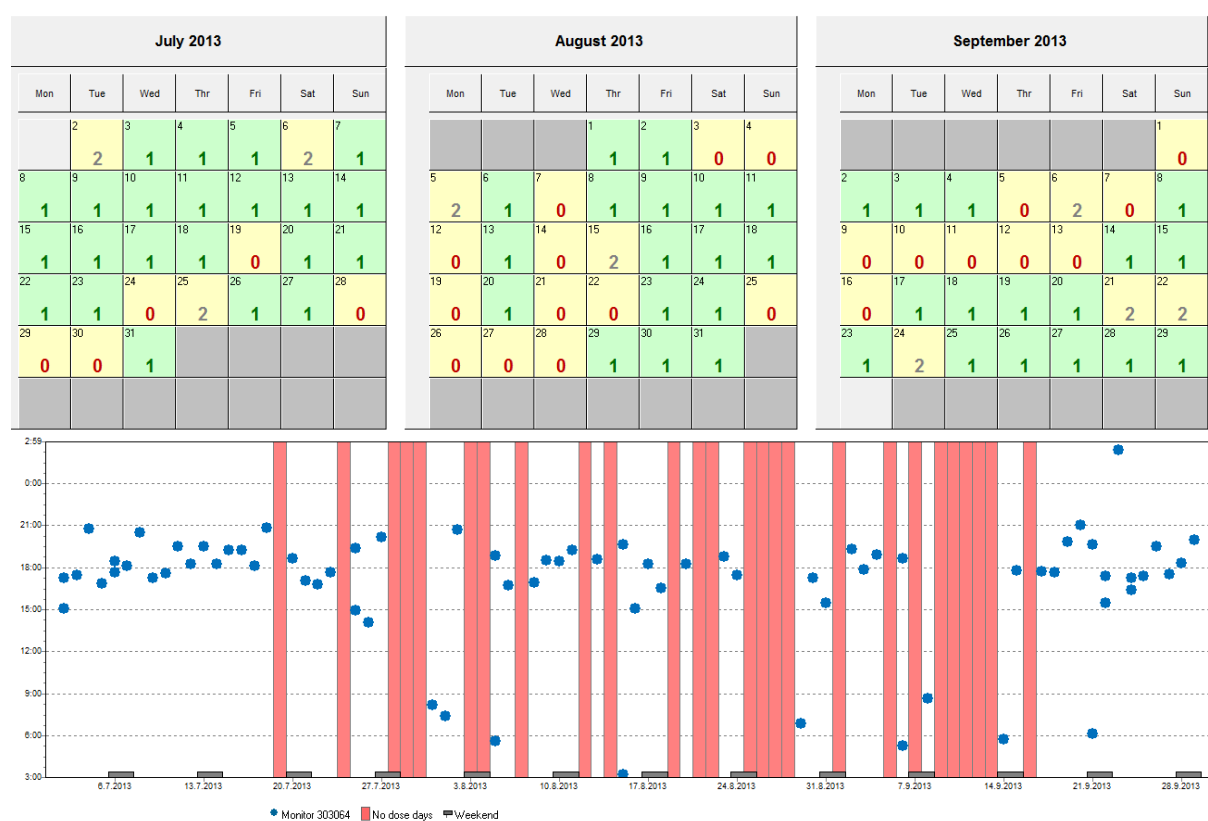 July 2013 August 2013 September 2013
Mon Tue Wed Thr Fri Sat Sun Mon Tue Wed Thr Fri Sat Sun Mon Tue Wed Thr Fri Sat Sun
2 3 4 5 6 7 1 2 3 4 1
2 1 1 1 2 1 1 1 0 0 0
8 9 10 11 12 13 14 5 6 7 8 9 10 11 2 3 4 5 6 7 8
1 1 1 1 1 1 1 2 1 0 1 1 1 1 1 1 1 0 2 0 1
15 16 17 18 19 20 21 12 13 14 15 16 17 18 9 10 11 12 13 14 15
1 1 1 1 0 1 1 0 1 0 2 1 1 1 0 0 0 0 0 1 1
22 23 24 25 26 27 28 19 20 21 22 23 24 25 16 17 18 19 20 21 22
1 1 0 2 1 1 0 0 1 0 0 1 1 0 0 1 1 1 1 2 2
29 30 31 26 27 28 29 30 31 23 24 25 26 27 28 29
0 0 1 0 0 0 1 1 1 1 2 1 1 1 1 1
2:59
0:00
21:00
18:00
15:00
12:00
9:00
6:00
3:00
6.7.2013 13.7.2013 20.7.2013 27.7.2013 3.8.2013 10.8.2013 17.8.2013 24.8.2013 31.8.2013 7.9.2013 14.9.2013 21.9.2013 28.9.2013
Monitor 303064 No dose days Weekend